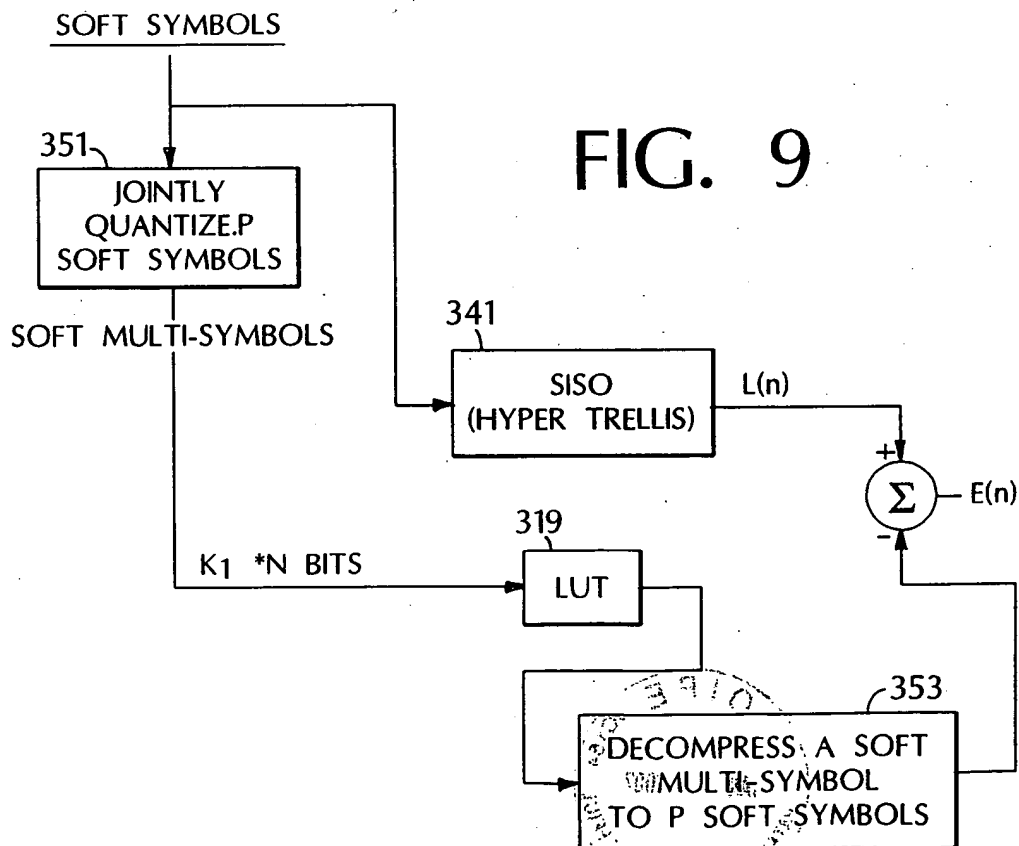 SOFT SYMBOLS
FIG. 9
351
JOINTLY
QUANTIZE.P
SOFT SYMBOLS
SOFT MULTI-SYMBOLS
341
SISO
(HYPER TRELLIS)
L(n)
+
Σ
E(n)
-
K1 *N BITS
319
LUT
353
DECOMPRESS A SOFT
MULTI-SYMBOL
TO P SOFT SYMBOLS
OIPE